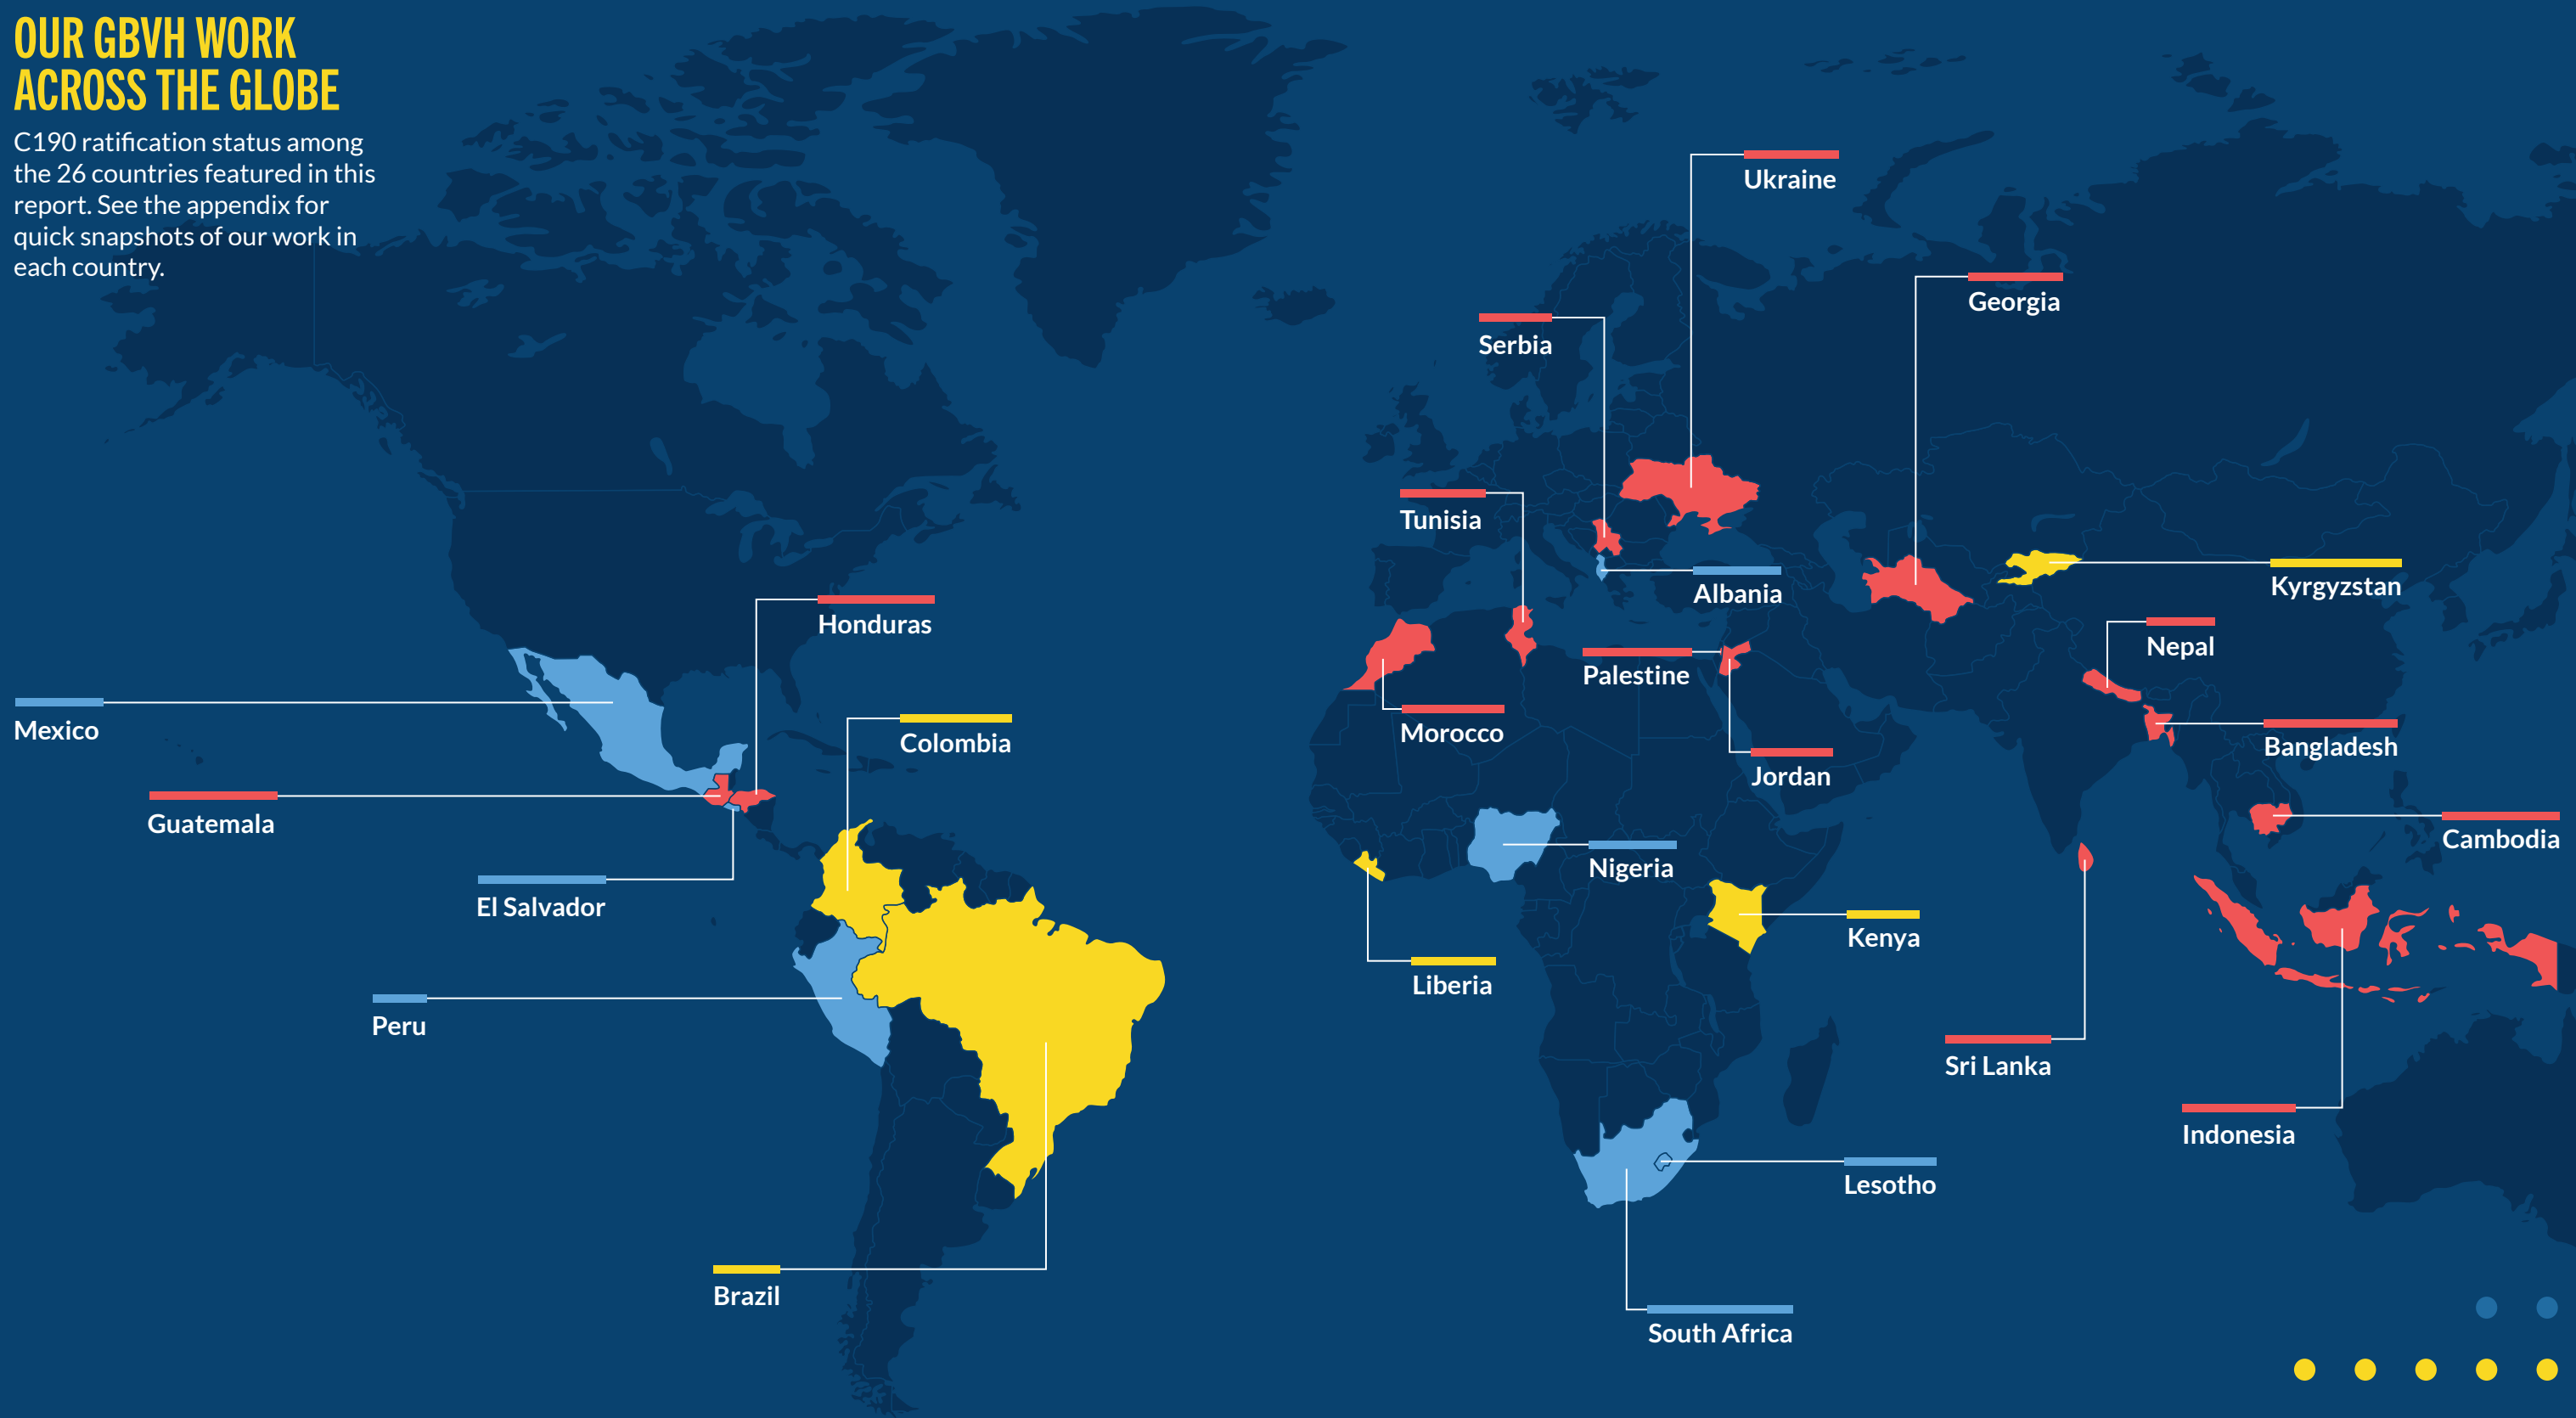 OUR GBVH WORK
ACROSS THE GLOBE
C190 ratification status among
the 26 countries featured in this
report. See the appendix for
quick snapshots of our work in
each country.
Ukraine
Georgia
Serbia
Tunisia
Albania
Kyrgyzstan
Honduras
Nepal
Palestine
Mexico
Colombia
Morocco
Bangladesh
Jordan
Guatemala
Cambodia
Nigeria
El Salvador
Kenya
Liberia
Peru
Sri Lanka
Indonesia
Lesotho
Brazil
South Africa